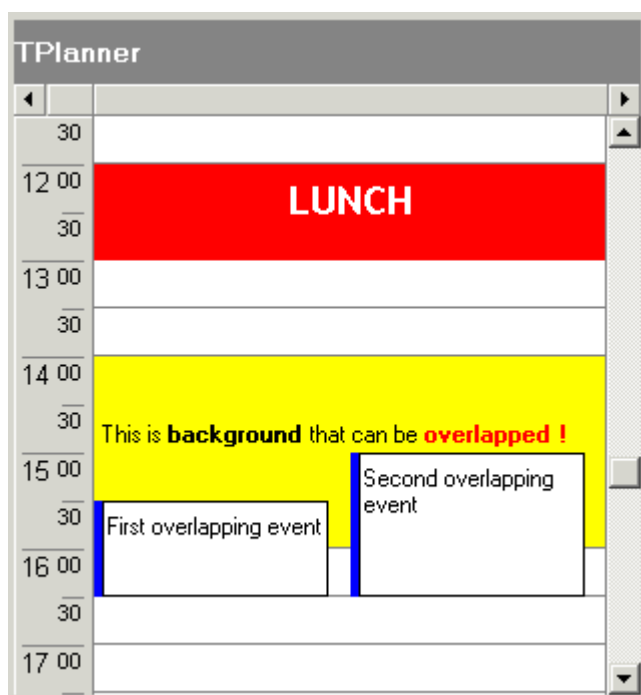 TPlanner
30
12 00
LUNCH
30
13 00
30
14 00
30
This is background that can be overlapped !
15 00
Second overlapping
event
30
First overlapping event
16 00
30
17 00